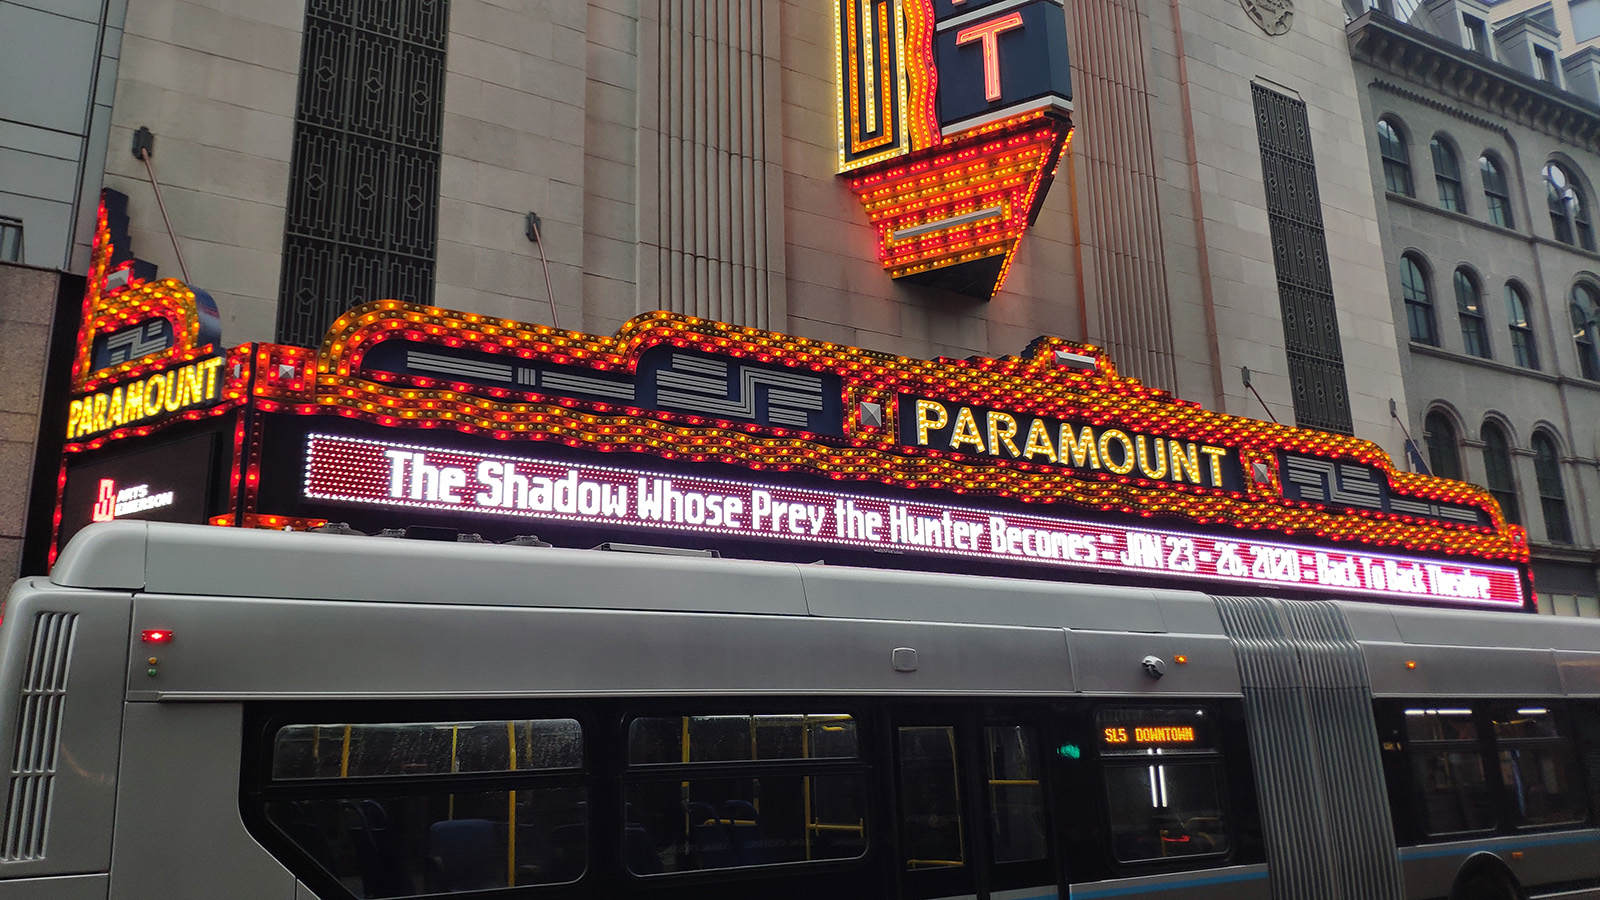 T
PARAMOUNT
PARAMOUNT
The Shadow Whose Prey the Hunter Becomes :: JAN 23 - 26, 2020 :: Back To Back Theatre
ARTS
EMERSON
SL5 DOWNTOWN